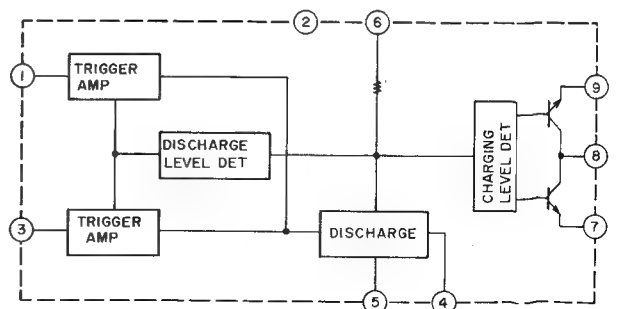 2
6
1
TRIGGER
AMP
9
DISCHARGE
LEVEL DET
CHARGING
LEVEL DET
8
3
TRIGGER
AMP
DISCHARGE
7
5
4